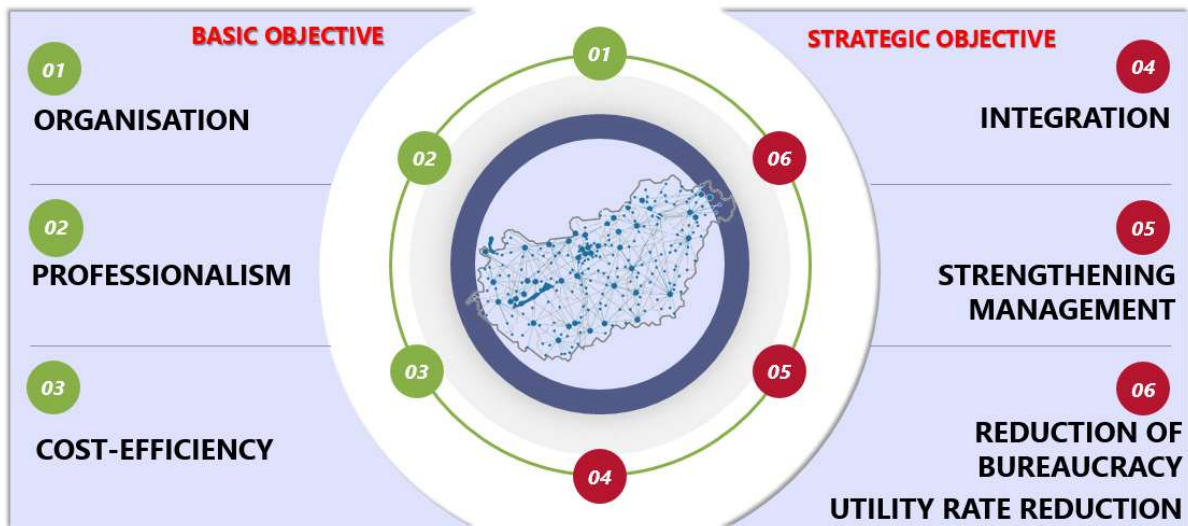 BASIC OBJECTIVE
01
ORGANISATION
02
PROFESSIONALISM
03
COST-EFFICIENCY
01
02
03
04
05
06
STRATEGIC OBJECTIVE
04
INTEGRATION
05
STRENGTHENING
MANAGEMENT
06
REDUCTION OF
BUREAUCRACY
UTILITY RATE REDUCTION